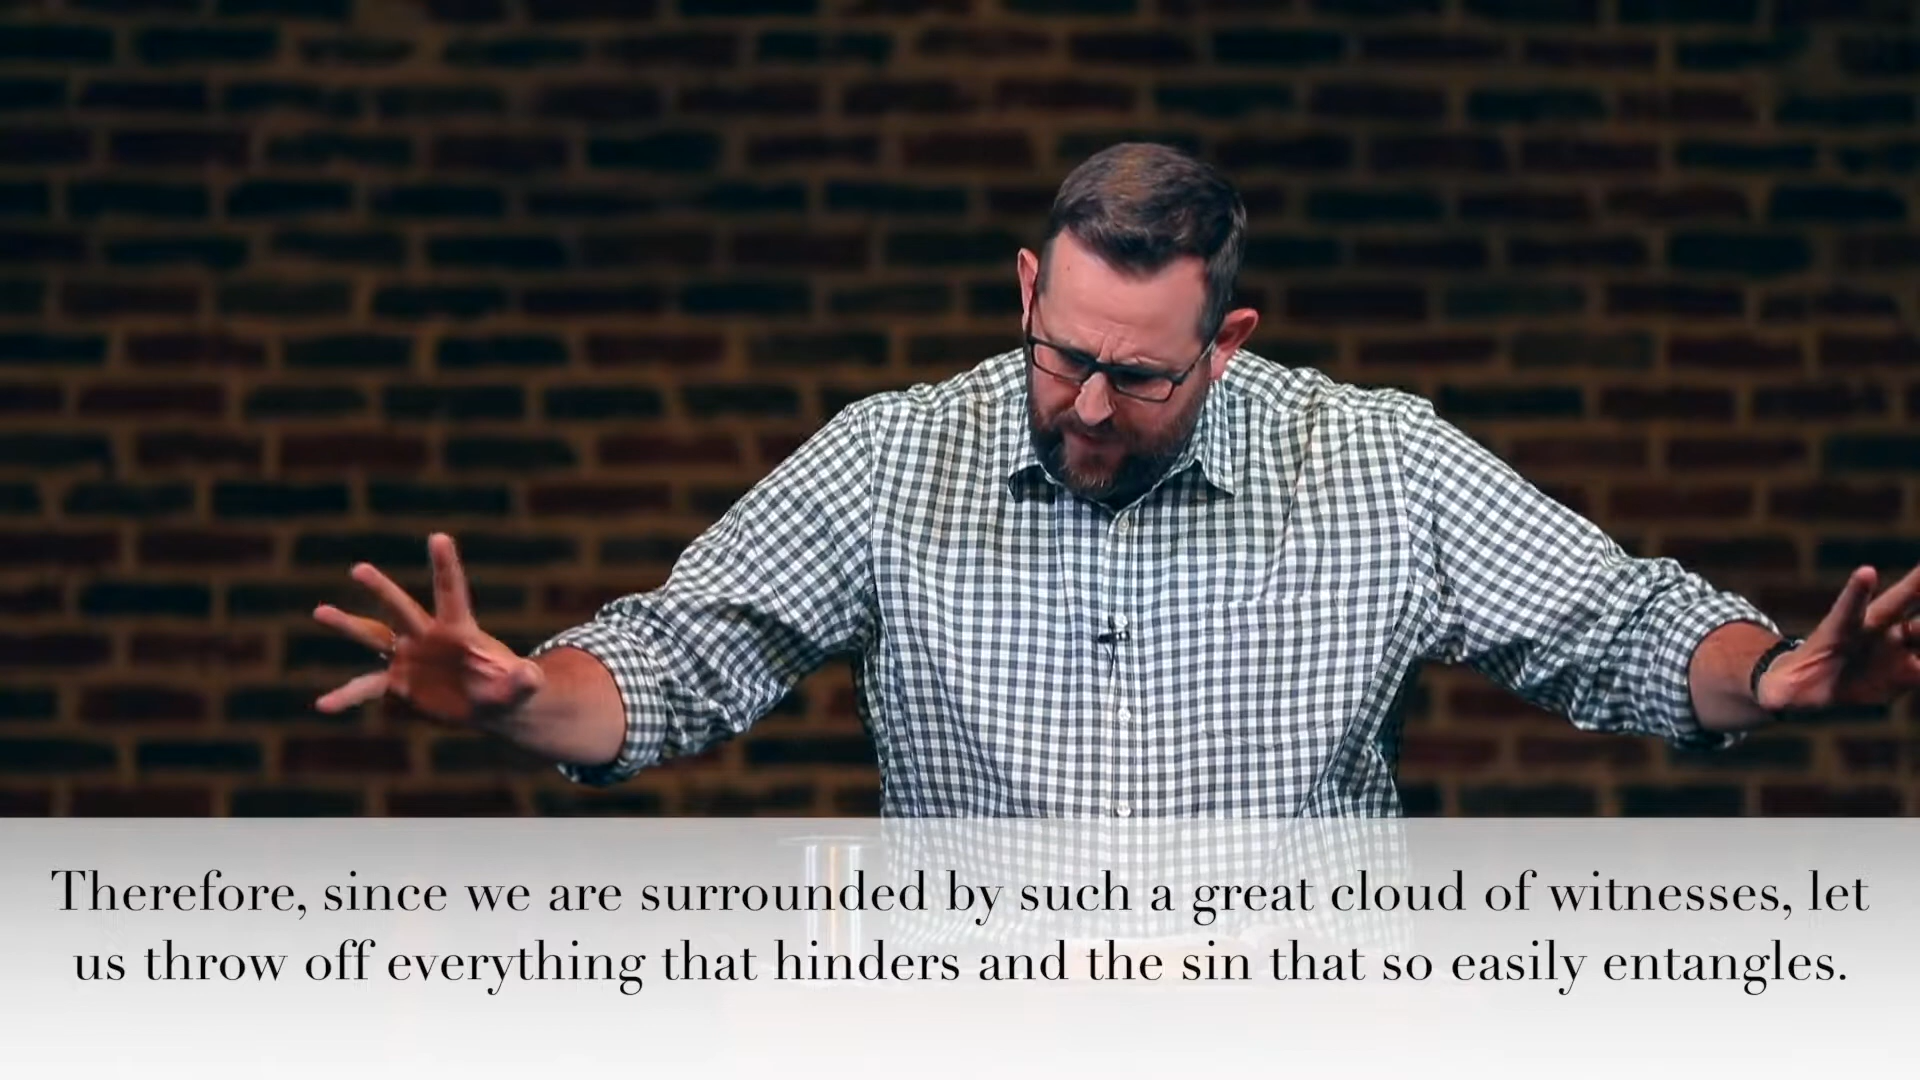 Therefore, since we are surrounded by such a great cloud of witnesses, let
us throw off everything that hinders and the sin that so easily entangles.